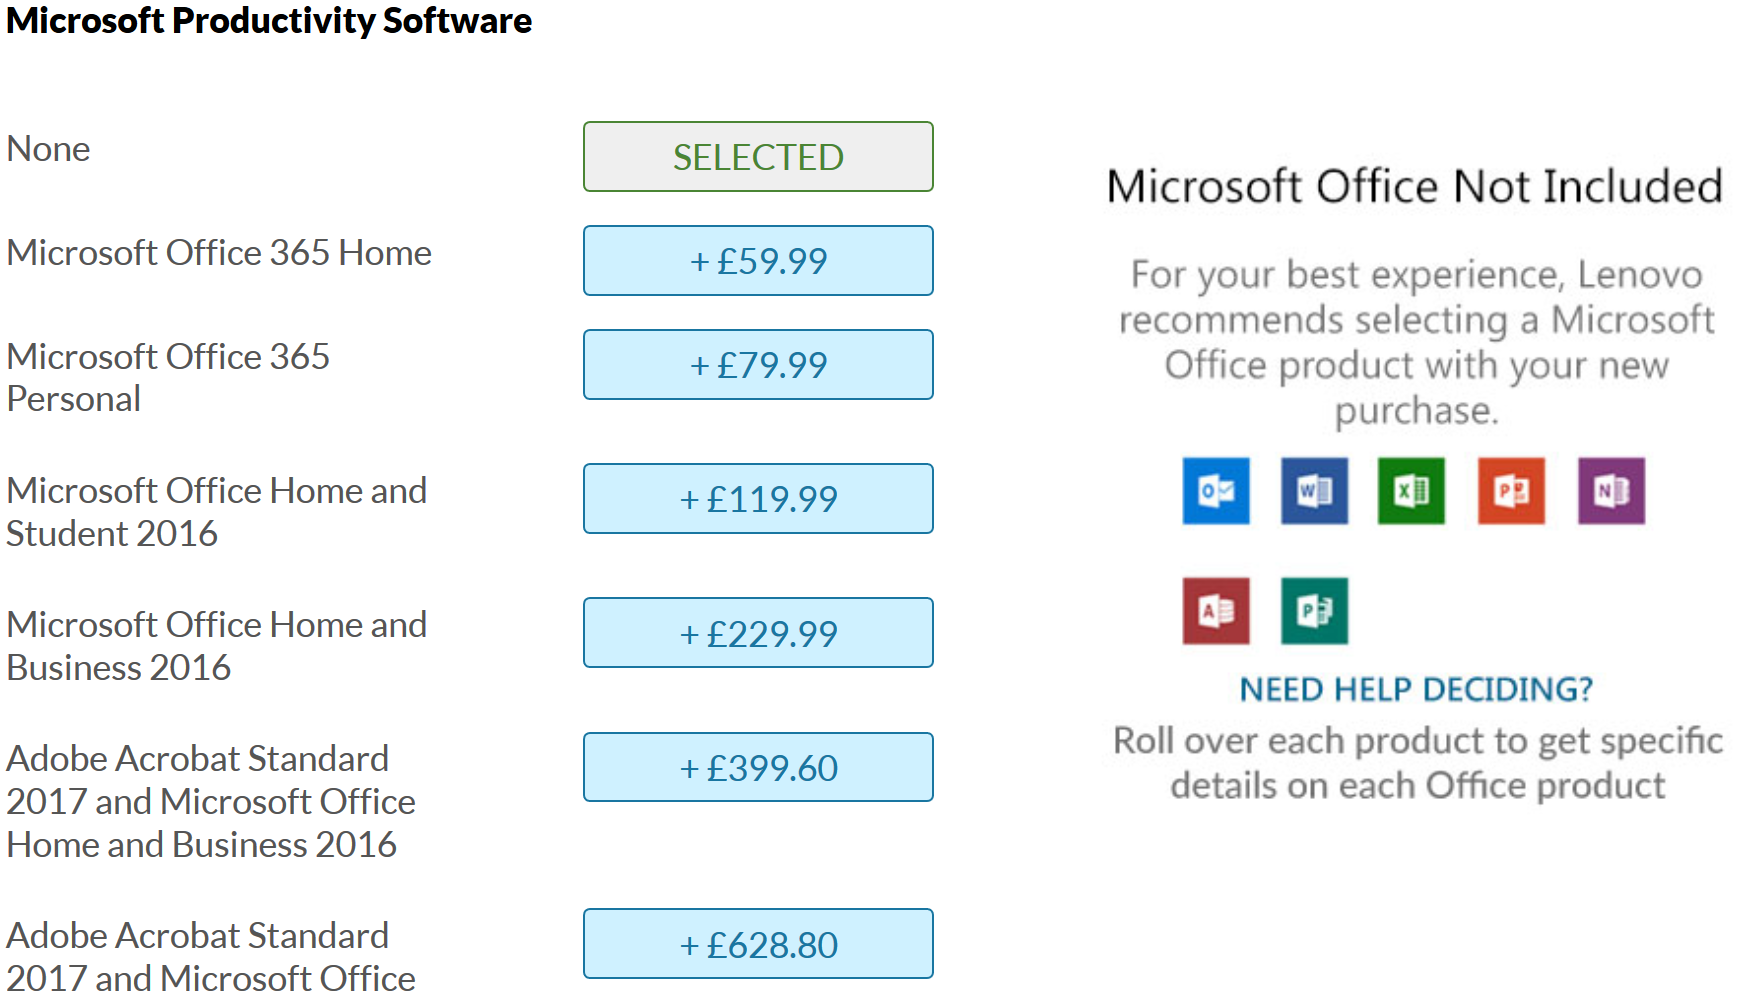 Microsoft Productivity Software
None
SELECTED
Microsoft Office 365 Home
+ £59.99
Microsoft Office 365
Personal
+ £79.99
Microsoft Office Home and
Student 2016
+ £119.99
Microsoft Office Home and
Business 2016
+ £229.99
Adobe Acrobat Standard
2017 and Microsoft Office
Home and Business 2016
+ £399.60
Adobe Acrobat Standard
2017 and Microsoft Office
+ £628.80
Microsoft Office Not Included
For your best experience, Lenovo
recommends selecting a Microsoft
Office product with your new
purchase.
O W X P N
A P
NEED HELP DECIDING?
Roll over each product to get specific
details on each Office product